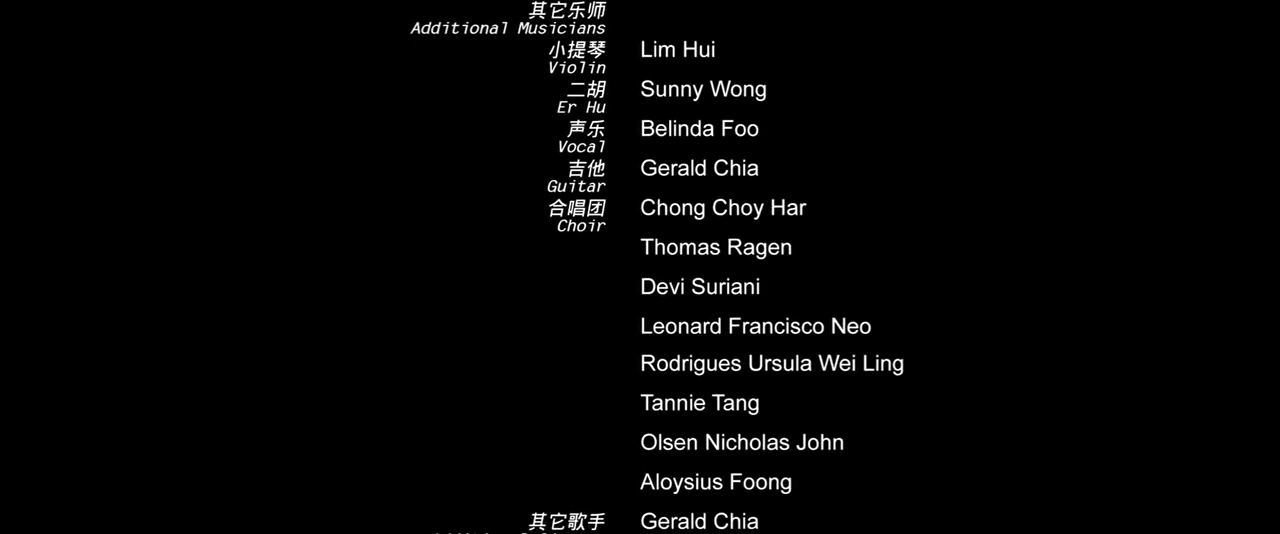 其它乐师
Additional Musicians
小提琴 Lim Hui
Violin
二胡 Sunny Wong
Er Hu
声乐 Belinda Foo
Vocal
吉他 Gerald Chia
Guitar
合唱团 Chong Choy Har
Choir
Thomas Ragen
Devi Suriani
Leonard Francisco Neo
Rodrigues Ursula Wei Ling
Tannie Tang
Olsen Nicholas John
Aloysius Foong
其它歌手 Gerald Chia